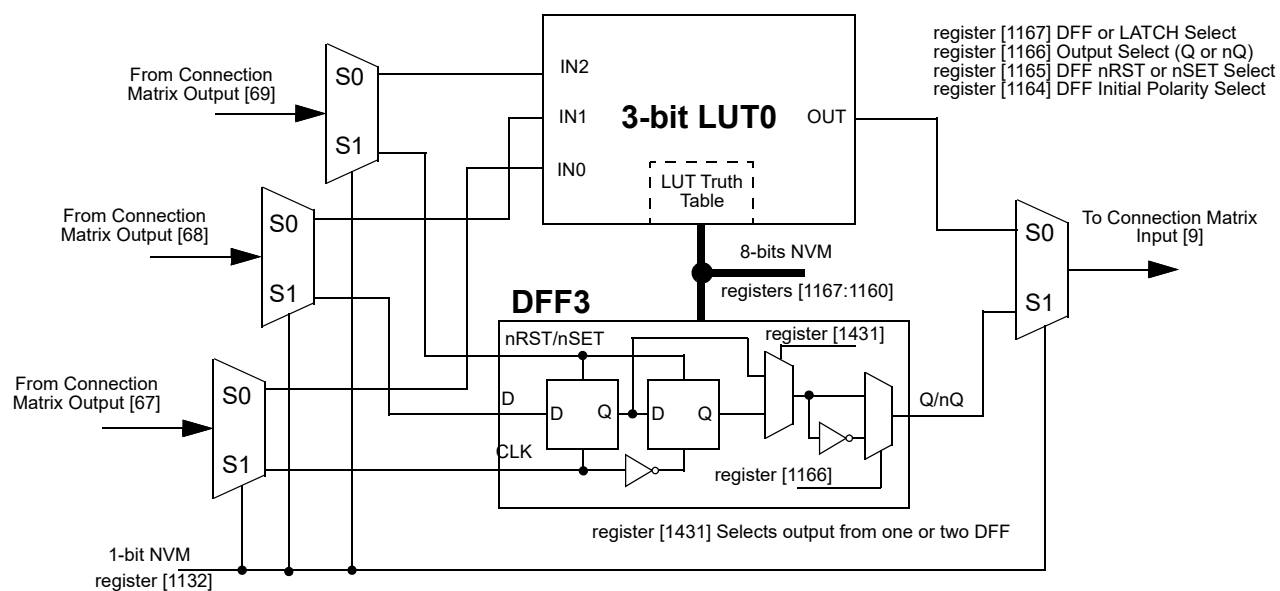 register [1167] DFF or LATCH Select
register [1166] Output Select (Q or nQ)
register [1165] DFF nRST or nSET Select
register [1164] DFF Initial Polarity Select
From Connection
Matrix Output [69]
S0
S1
IN2
IN1
IN0
3-bit LUT0
OUT
LUT Truth
Table
From Connection
Matrix Output [68]
S0
S1
8-bits NVM
registers [1167:1160]
To Connection Matrix
Input [9]
S0
S1
DFF3
nRST/nSET
register [1431]
From Connection
Matrix Output [67]
S0
S1
D
D
Q
D
Q
Q/nQ
CLK
register [1166]
register [1431] Selects output from one or two DFF
1-bit NVM
register [1132]